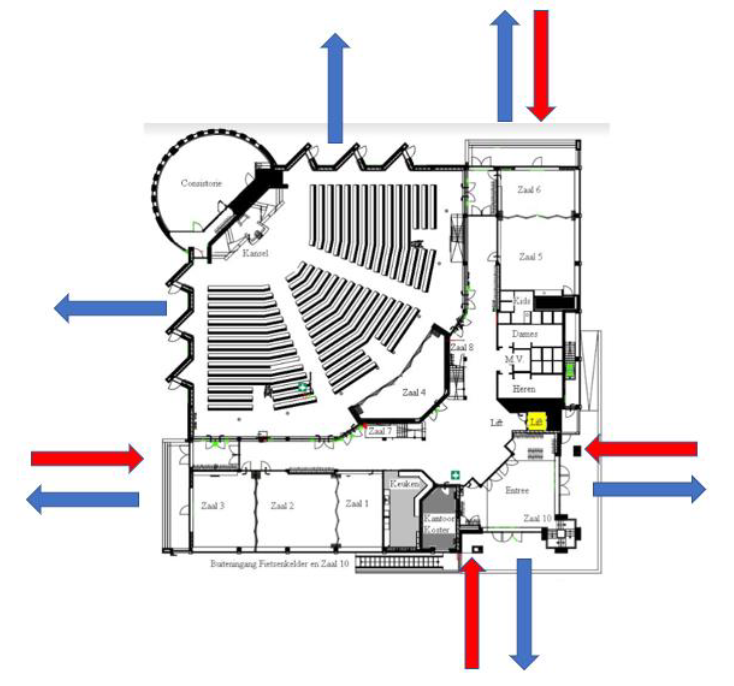 Consistorie
Zaal 6
Kansel
Zaal 5
Kids
Dames
Zaal 8
M.V.
Zaal 4
Heren
Lift
Lift
Zaal 7
Keuken
Entree
Zaal 3
Zaal 2
Zaal 1
Kantoor
Koster
Zaal 10
Buiteningang Fietsenkelder en Zaal 10